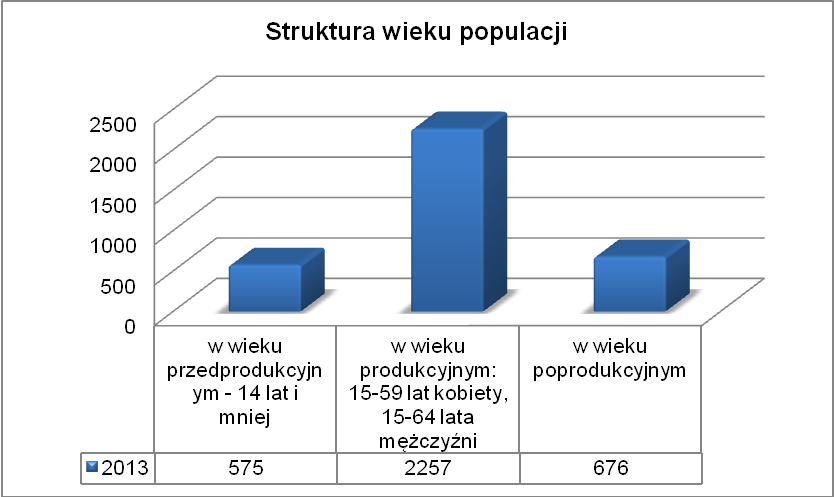 Struktura wieku populacji
2500
2000
1500
1000
500
0
w wieku
przedprodukcyjn
ym - 14 lat i
mniej
w wieku
produkcyjnym:
15-59 lat kobiety,
15-64 lata
mężczyźni
w wieku
poprodukcyjnym
2013 575 2257 676